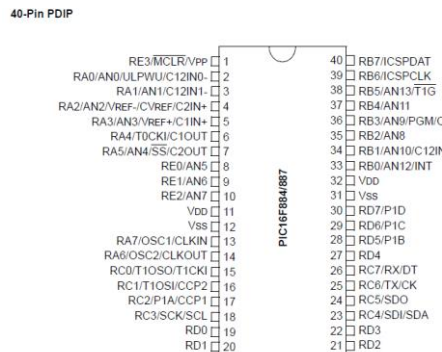 40-Pin PDIP
RE3/MCLR/VPP 1
RA0/AN0/ULPWU/C12IN0- 2
RA1/AN1/C12IN1- 3
RA2/AN2/VREF-/CVREF/C2IN+ 4
RA3/AN3/VREF+/C1IN+ 5
RA4/T0CKI/C1OUT 6
RA5/AN4/SS/C2OUT 7
RE0/AN5 8
RE1/AN6 9
RE2/AN7 10
VDD 11
VSS 12
RA7/OSC1/CLKIN 13
RA6/OSC2/CLKOUT 14
RC0/T1OSO/T1CKI 15
RC1/T1OSI/CCP2 16
RC2/P1A/CCP1 17
RC3/SCK/SCL 18
RD0 19
RD1 20
PIC16F884/887
40 RB7/ICSPDAT
39 RB6/ICSPCLK
38 RB5/AN13/T1G
37 RB4/AN11
36 RB3/AN9/PGM/C
35 RB2/AN8
34 RB1/AN10/C12IN
33 RB0/AN12/INT
32 VDD
31 VSS
30 RD7/P1D
29 RD6/P1C
28 RD5/P1B
27 RD4
26 RC7/RX/DT
25 RC6/TX/CK
24 RC5/SDO
23 RC4/SDI/SDA
22 RD3
21 RD2